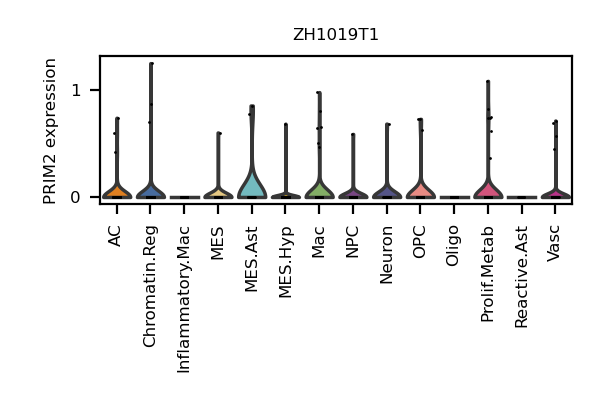 ZH1019T1
PRIM2 expression
1
0
AC
Chromatin.Reg
Inflammatory.Mac
MES
MES.Ast
MES.Hyp
Mac
NPC
Neuron
OPC
Oligo
Prolif.Metab
Reactive.Ast
Vasc